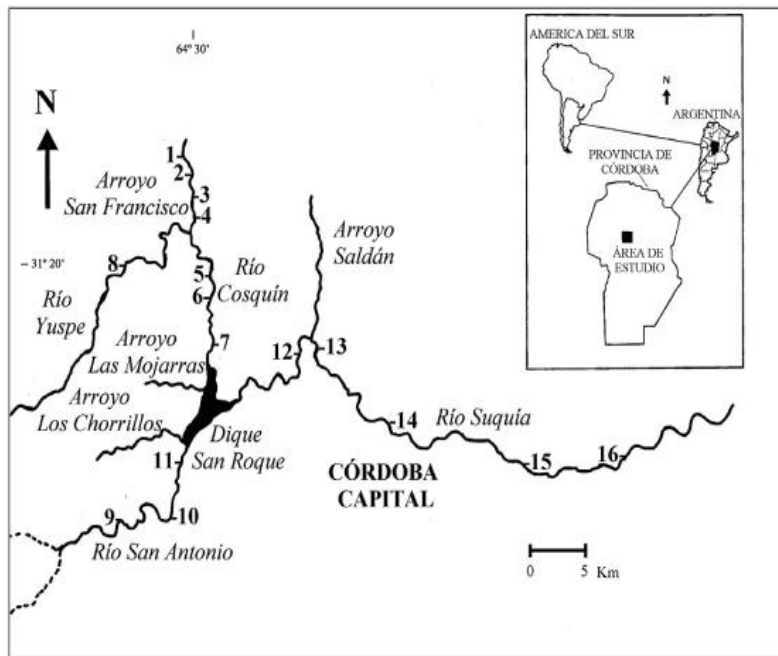 64° 30'
N
1
2
3
4
Arroyo
San Francisco
8
31° 20'
Río
Yuspe
5
6
Río
Cosquín
7
Arroyo
Las Mojarras
Arroyo
Los Chorrillos
11
Dique
San Roque
9
10
Río San Antonio
Arroyo
Saldán
12
13
14
Río Suquía
15
16
CÓRDOBA
CAPITAL
0 5 Km
AMERICA DEL SUR
N
ARGENTINA
PROVINCIA DE
CÓRDOBA
ÁREA DE
ESTUDIO